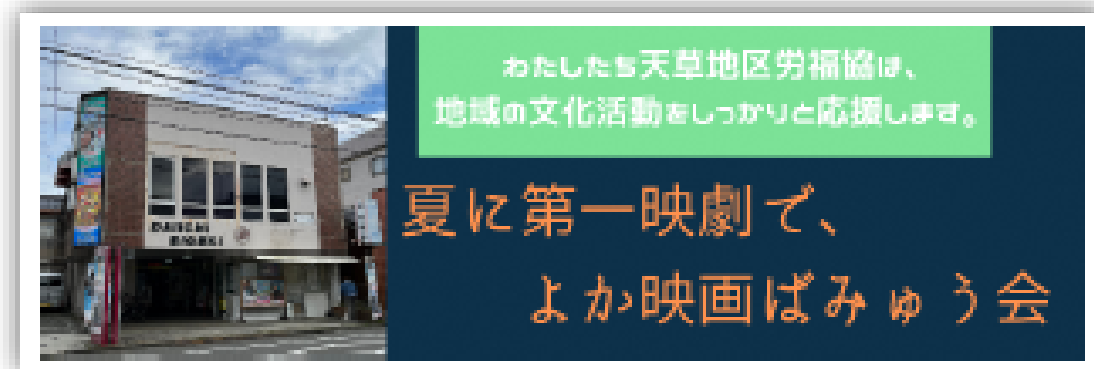 DAIICHI
EIGEKI
わたしたち天草地区労福協は、
地域の文化活動をしっかりと応援します。
夏に第一映劇で、
よか映画ばみゅう会